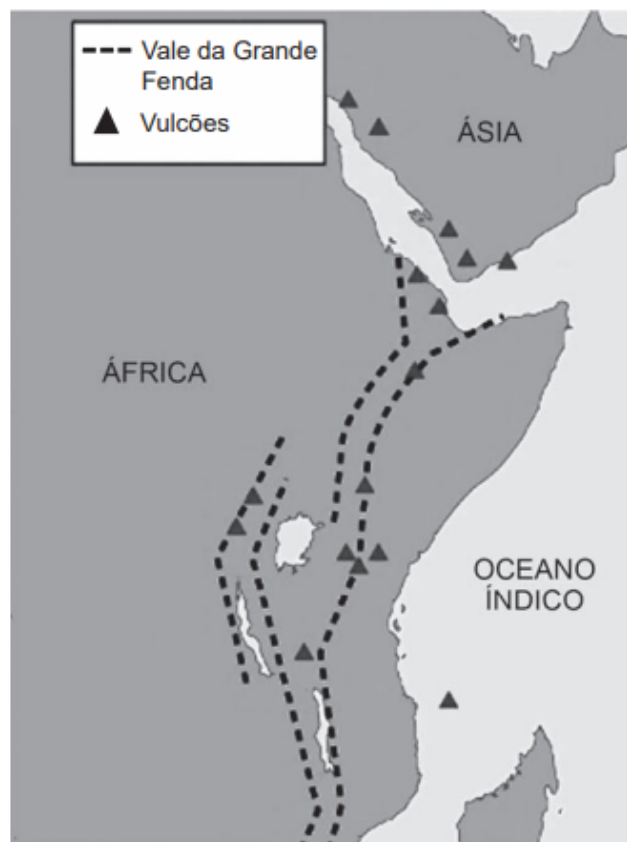 Vale da Grande
Fenda
Vulcões
ÁSIA
ÁFRICA
OCEANO
ÍNDICO